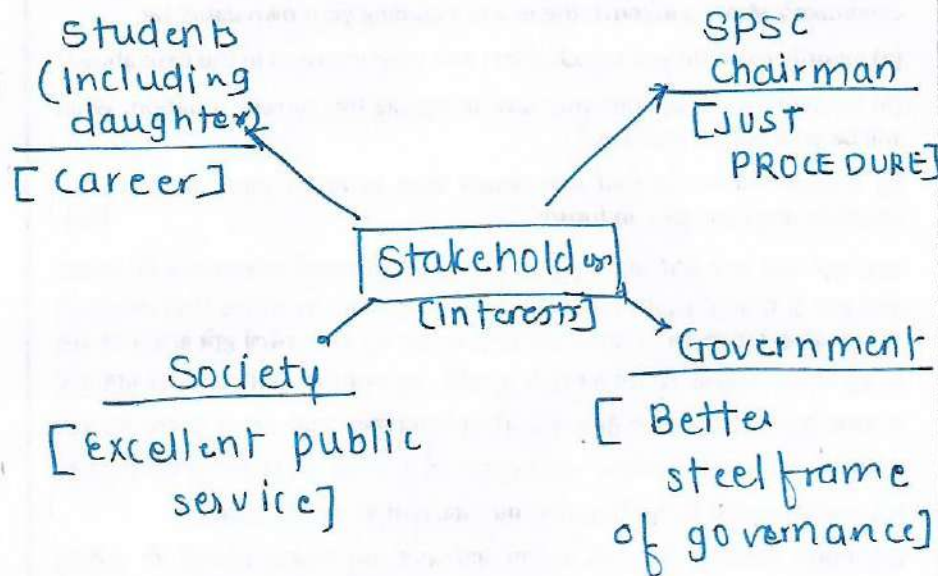 Students
(Including
daughter)
[Career]
SPSC
Chairman
[JUST
PROCEDURE]
Stakeholders
[Interests]
Society
[excellent public
service]
Government
[Better
steel frame
of governance]